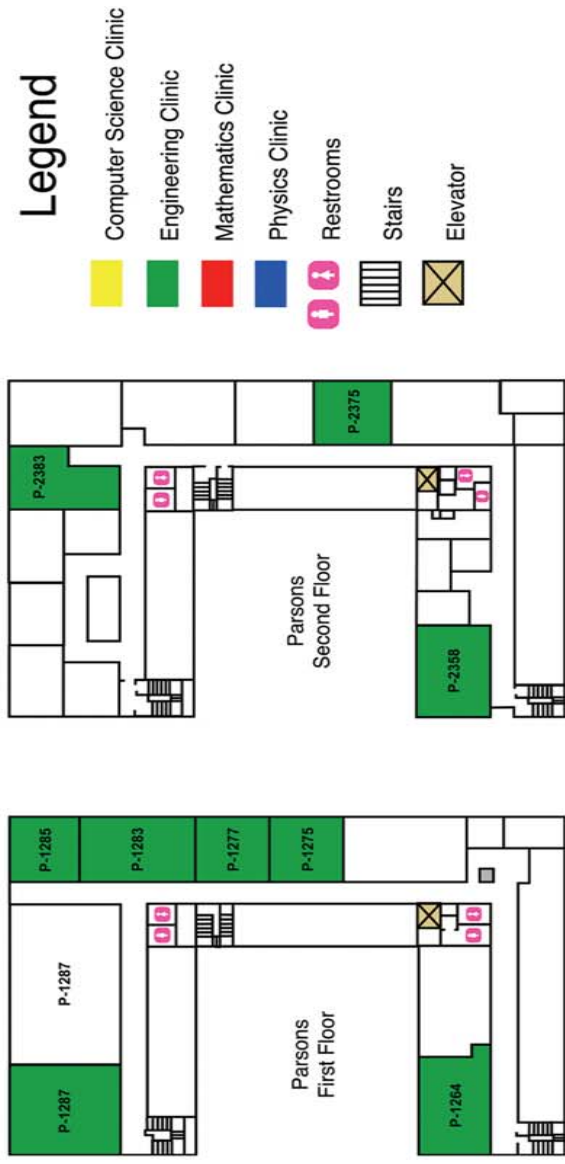 Legend
Computer Science Clinic
Engineering Clinic
Mathematics Clinic
Physics Clinic
Restrooms
Stairs
Elevator
P-1287
P-1287
P-1285
P-1283
P-1277
P-1275
P-1264
Parsons
First Floor
P-2383
P-2375
P-2358
Parsons
Second Floor